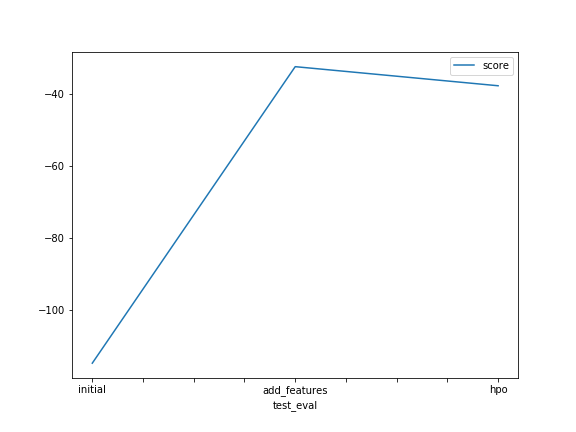 score
−40
−60
−80
−100
initial add_features hpo
test_eval